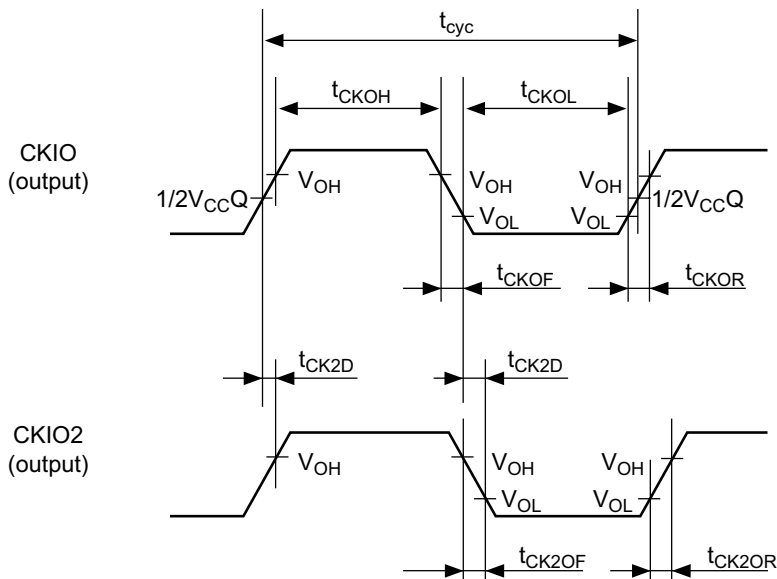 tcyc
tCKOH
tCKOL
CKIO
(output)
1/2VCCQ
VOH
VOH
VOL
VOH
VOL
1/2VCCQ
tCKOF
tCKOR
tCK2D
tCK2D
CKIO2
(output)
VOH
VOH
VOL
VOH
VOL
tCK2OF
tCK2OR